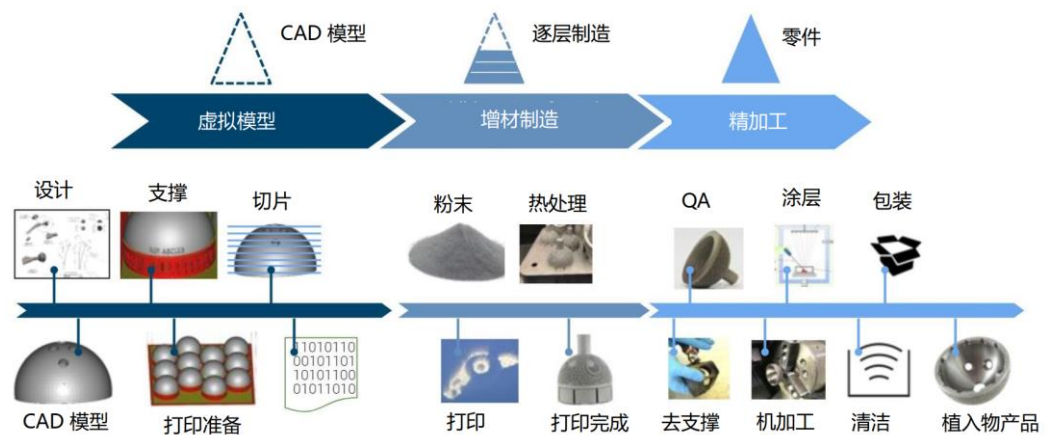 CAD 模型
逐层制造
零件
虚拟模型
增材制造
精加工
设计
支撑
切片
粉末
热处理
QA
涂层
包装
11010110
00101101
10101100
01011010
CAD 模型
打印准备
打印
打印完成
去支撑
机加工
清洁
植入物产品